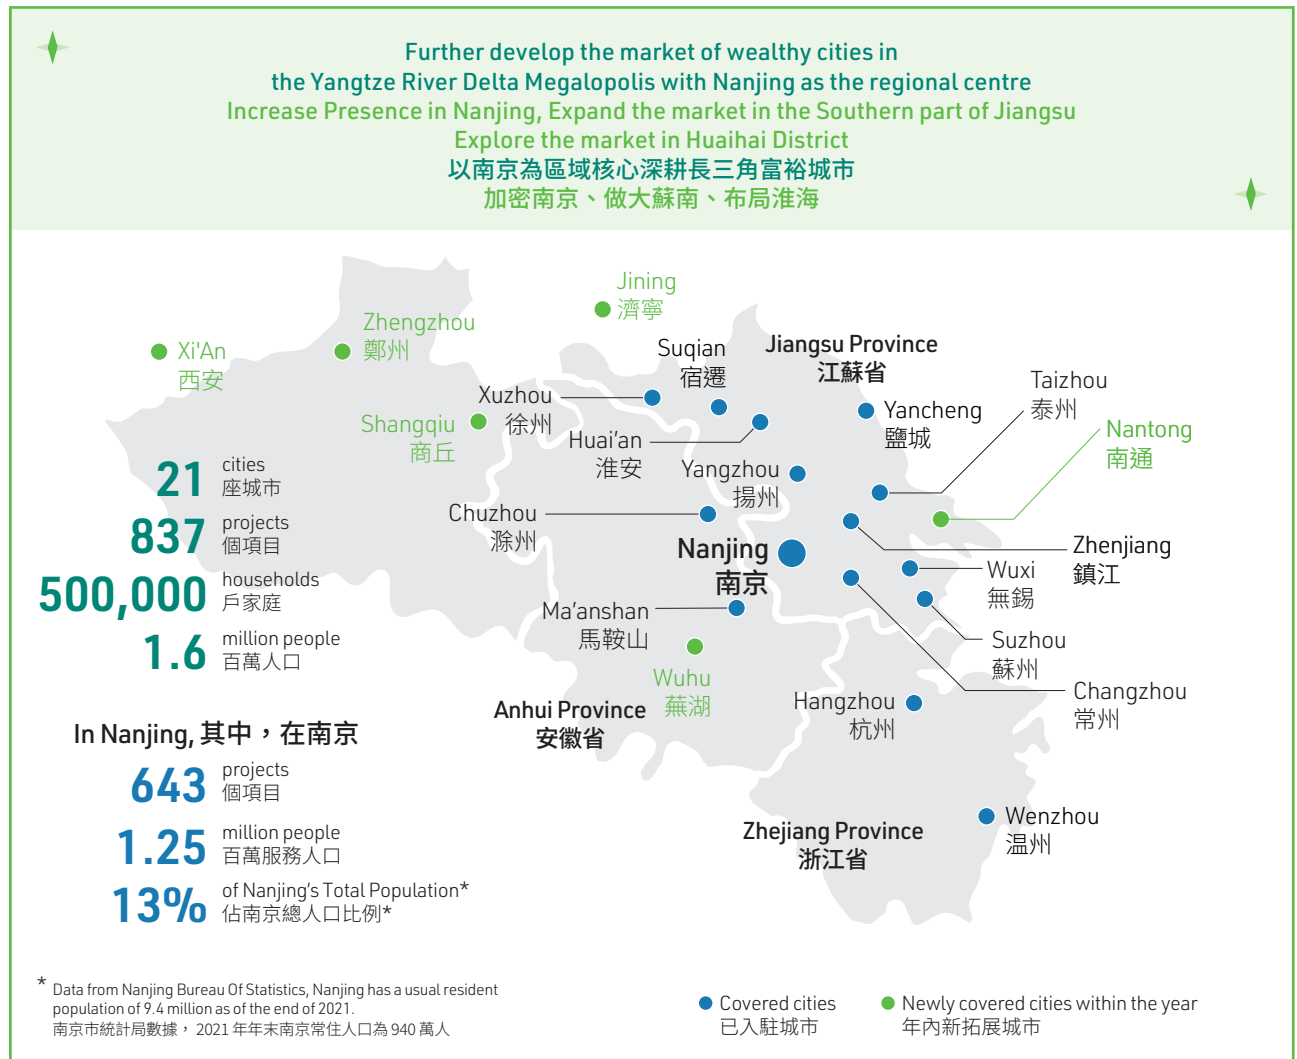 Further develop the market of wealthy cities in
the Yangtze River Delta Megalopolis with Nanjing as the regional centre
Increase Presence in Nanjing, Expand the market in the Southern part of Jiangsu
Explore the market in Huaihai District
以南京為區域核心深耕長三角富裕城市
加密南京、做大蘇南、布局淮海
Jining
濟寧
Zhengzhou
鄭州
Xi'An
西安
Suqian
宿遷
Jiangsu Province
江蘇省
Taizhou
泰州
Xuzhou
徐州
Shangqiu
商丘
Huai'an
淮安
Yancheng
鹽城
Nantong
南通
Yangzhou
揚州
Chuzhou
滁州
Nanjing
南京
Zhenjiang
鎮江
Wuxi
無錫
Ma'anshan
馬鞍山
Suzhou
蘇州
Wuhu
蕪湖
Changzhou
常州
Hangzhou
杭州
Anhui Province
安徽省
Wenzhou
温州
Zhejiang Province
浙江省
21 cities
座城市
837 projects
個項目
500,000 households
戶家庭
1.6 million people
百萬人口
In Nanjing, 其中，在南京
643 projects
個項目
1.25 million people
百萬服務人口
13% of Nanjing's Total Population*
佔南京總人口比例*
* Data from Nanjing Bureau Of Statistics, Nanjing has a usual resident
population of 9.4 million as of the end of 2021.
南京市統計局數據， 2021 年年末南京常住人口為 940 萬人
Covered cities
已入駐城市
Newly covered cities within the year
年內新拓展城市